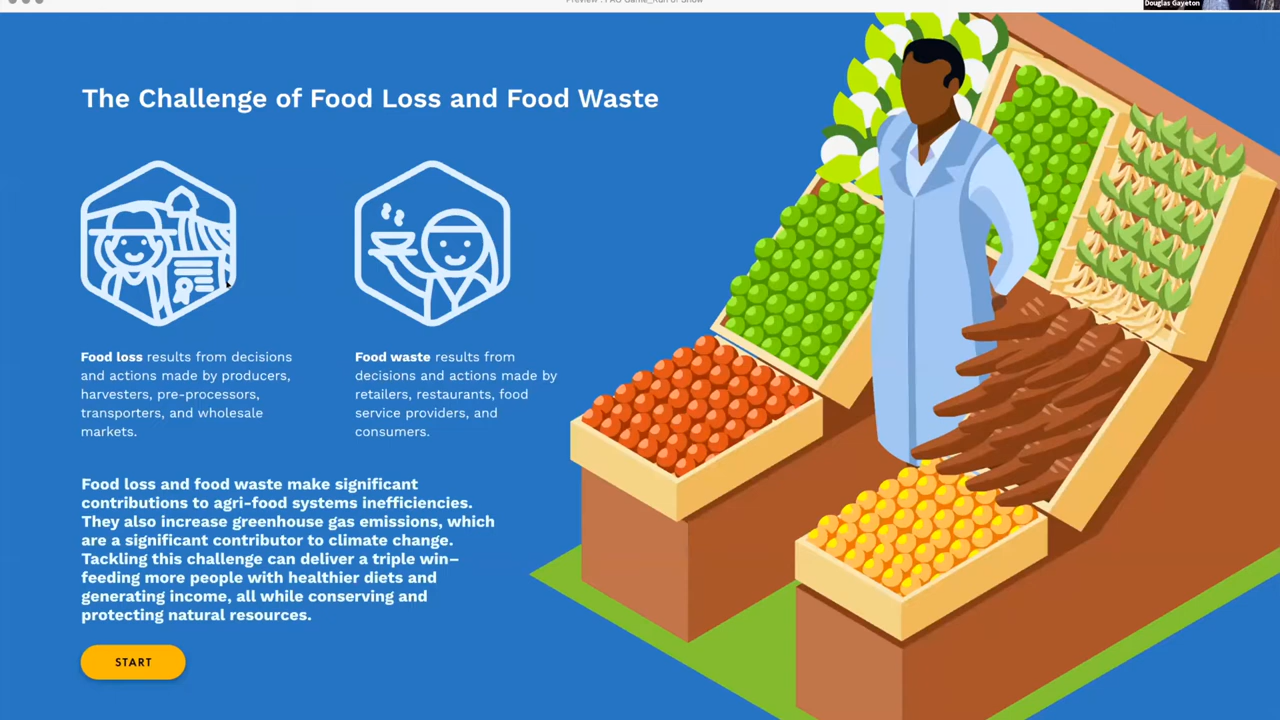 Douglas Gayeton
The Challenge of Food Loss and Food Waste
Food loss results from decisions
and actions made by producers,
harvesters, pre-processors,
transporters, and wholesale
markets.
Food waste results from
decisions and actions made by
retailers, restaurants, food
service providers, and
consumers.
Food loss and food waste make significant
contributions to agri-food systems inefficiencies.
They also increase greenhouse gas emissions, which
are a significant contributor to climate change.
Tackling this challenge can deliver a triple win–
feeding more people with healthier diets and
generating income, all while conserving and
protecting natural resources.
START